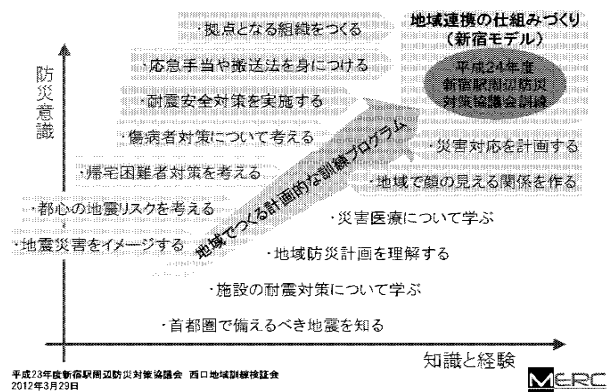 ・拠点となる組織をつくる
地域連携の仕組みづくり
（新宿モデル）
・応急手当や搬送法を身につける
平成24年度
新宿駅周辺防災
対策協議会訓練
防災意識
・耐震安全対策を実施する
・傷病者対策について考える
・災害対応を計画する
・帰宅困難者対策を考える
・地域で顔の見える関係を作る
地域でつくる計画的な訓練プログラム
・都心の地震リスクを考える
・災害医療について学ぶ
・地震災害をイメージする
・地域防災計画を理解する
・施設の耐震対策について学ぶ
・首都圏で備えるべき地震を知る
知識と経験
平成23年度新宿駅周辺防災対策協議会 西口地域訓練検証会
2012年3月29日
MERC